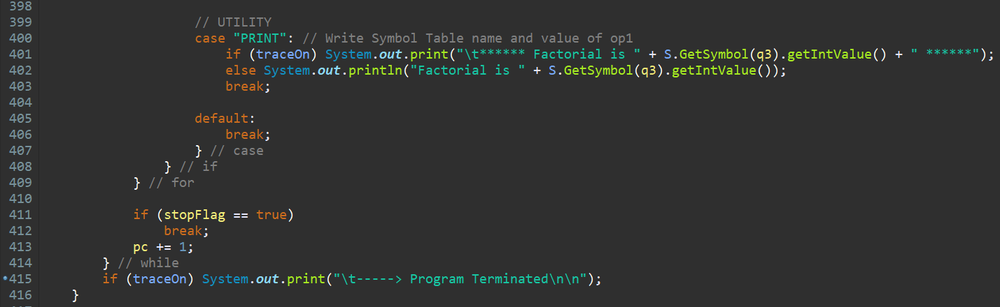 398
399 // UTILITY
400 case "PRINT": // Write Symbol Table name and value of op1
401 if (traceOn) System.out.print("\t****** Factorial is " + S.GetSymbol(q3).getIntValue() + " ******");
402 else System.out.println("Factorial is " + S.GetSymbol(q3).getIntValue());
403 break;
404
405 default:
406 break;
407 } // case
408 } // if
409 } // for
410
411 if (stopFlag == true)
412 break;
413 pc += 1;
414 } // while
415 if (traceOn) System.out.print("\t-----> Program Terminated\n\n");
416 }